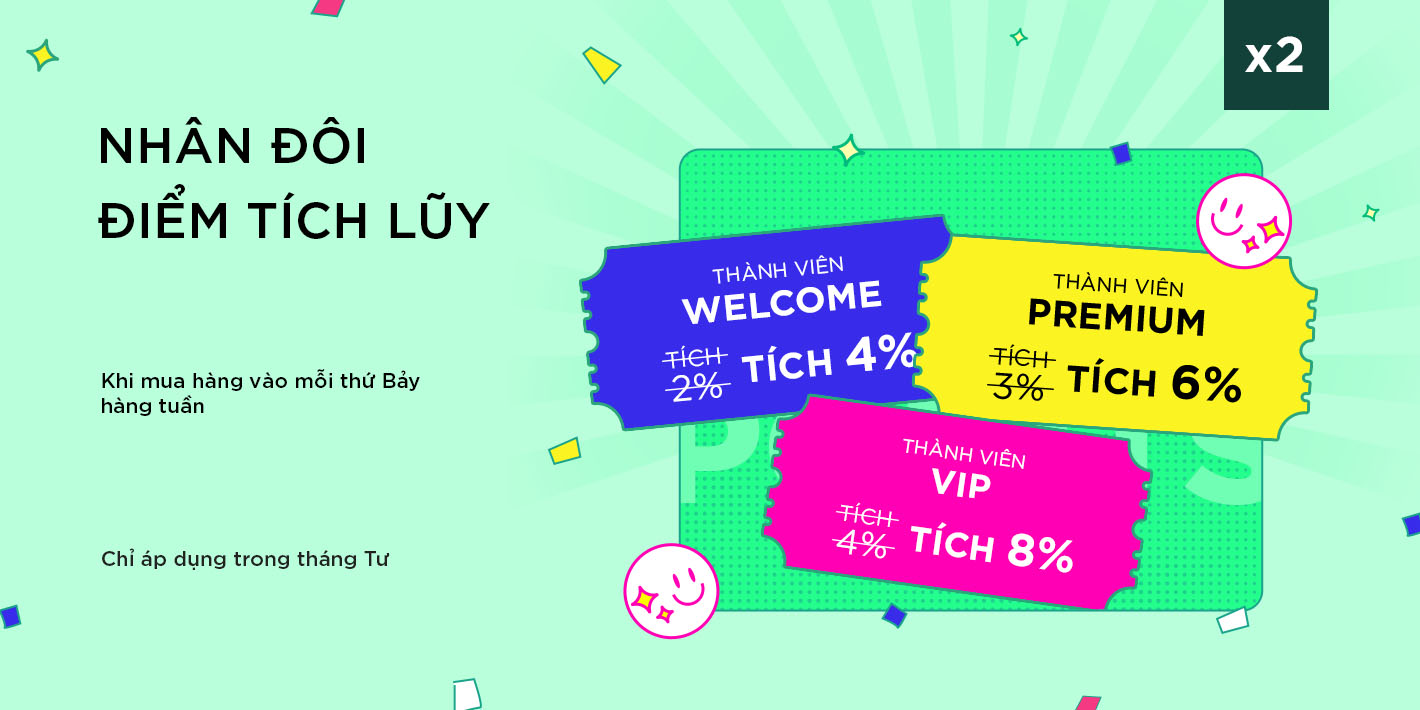 x2
NHÂN ĐÔI
ĐIỂM TÍCH LŨY
Khi mua hàng vào mỗi thứ Bảy
hàng tuần
Chỉ áp dụng trong tháng Tư
THÀNH VIÊN
WELCOME
TÍCH
2%
TÍCH 4%
THÀNH VIÊN
PREMIUM
TÍCH
3%
TÍCH 6%
THÀNH VIÊN
VIP
TÍCH
4%
TÍCH 8%